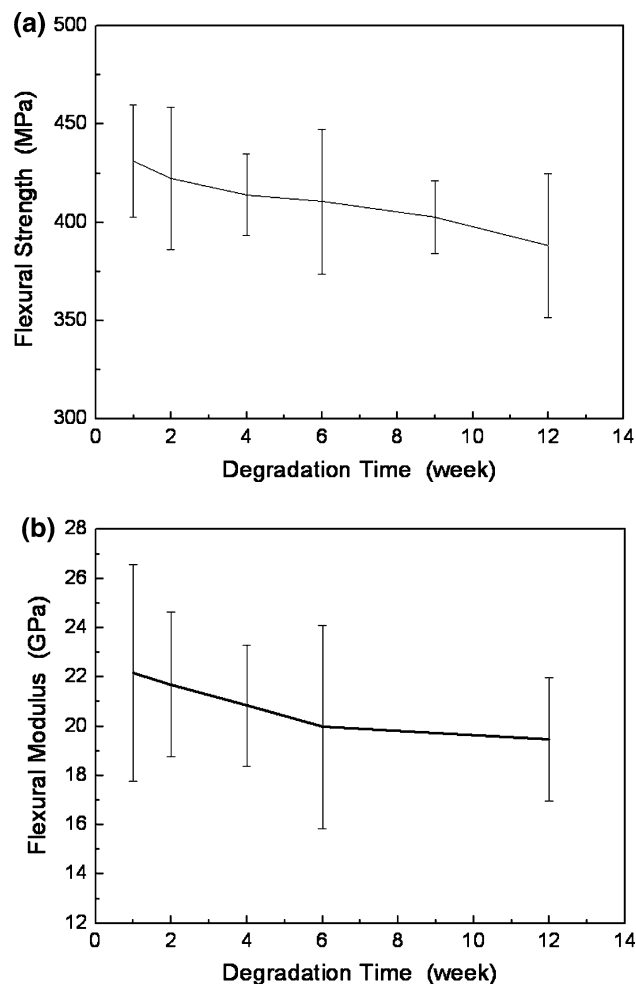 (a)
500
450
400
350
300
Flexural Strength (MPa)
0 2 4 6 8 10 12 14
Degradation Time (week)
(b)
28
26
24
22
20
18
16
14
12
Flexural Modulus (GPa)
0 2 4 6 8 10 12 14
Degradation Time (week)